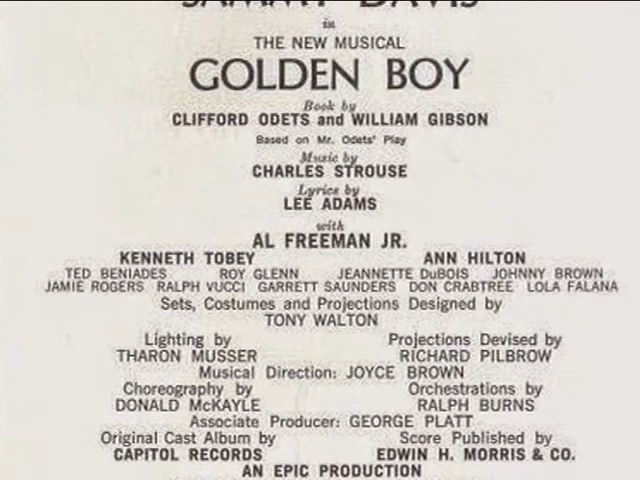 SAMMY DAVIS
in
THE NEW MUSICAL
GOLDEN BOY
Book by
CLIFFORD ODETS and WILLIAM GIBSON
Based on Mr. Odets' Play
Music by
CHARLES STROUSE
Lyrics by
LEE ADAMS
with
AL FREEMAN JR.
KENNETH TOBEY ANN HILTON
TED BENIADES ROY GLENN JEANNETTE DuBOIS JOHNNY BROWN
JAMIE ROGERS RALPH VUCCI GARRETT SAUNDERS DON CRABTREE LOLA FALANA
Sets, Costumes and Projections Designed by
TONY WALTON
Lighting by Projections Devised by
THARON MUSSER RICHARD PILBROW
Musical Direction: JOYCE BROWN
Choreography by Orchestrations by
DONALD McKAYLE RALPH BURNS
Associate Producer: GEORGE PLATT
Original Cast Album by Score Published by
CAPITOL RECORDS EDWIN H. MORRIS & CO.
AN EPIC PRODUCTION